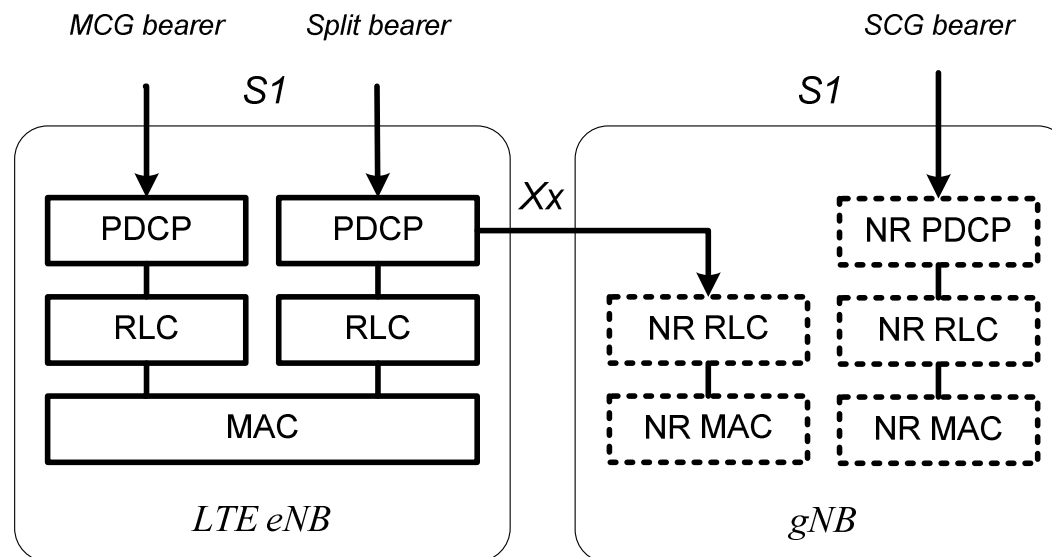 MCG bearer
Split bearer
SCG bearer
S1
S1
Xx
PDCP
PDCP
NR PDCP
RLC
RLC
NR RLC
NR RLC
MAC
NR MAC
NR MAC
LTE eNB
gNB